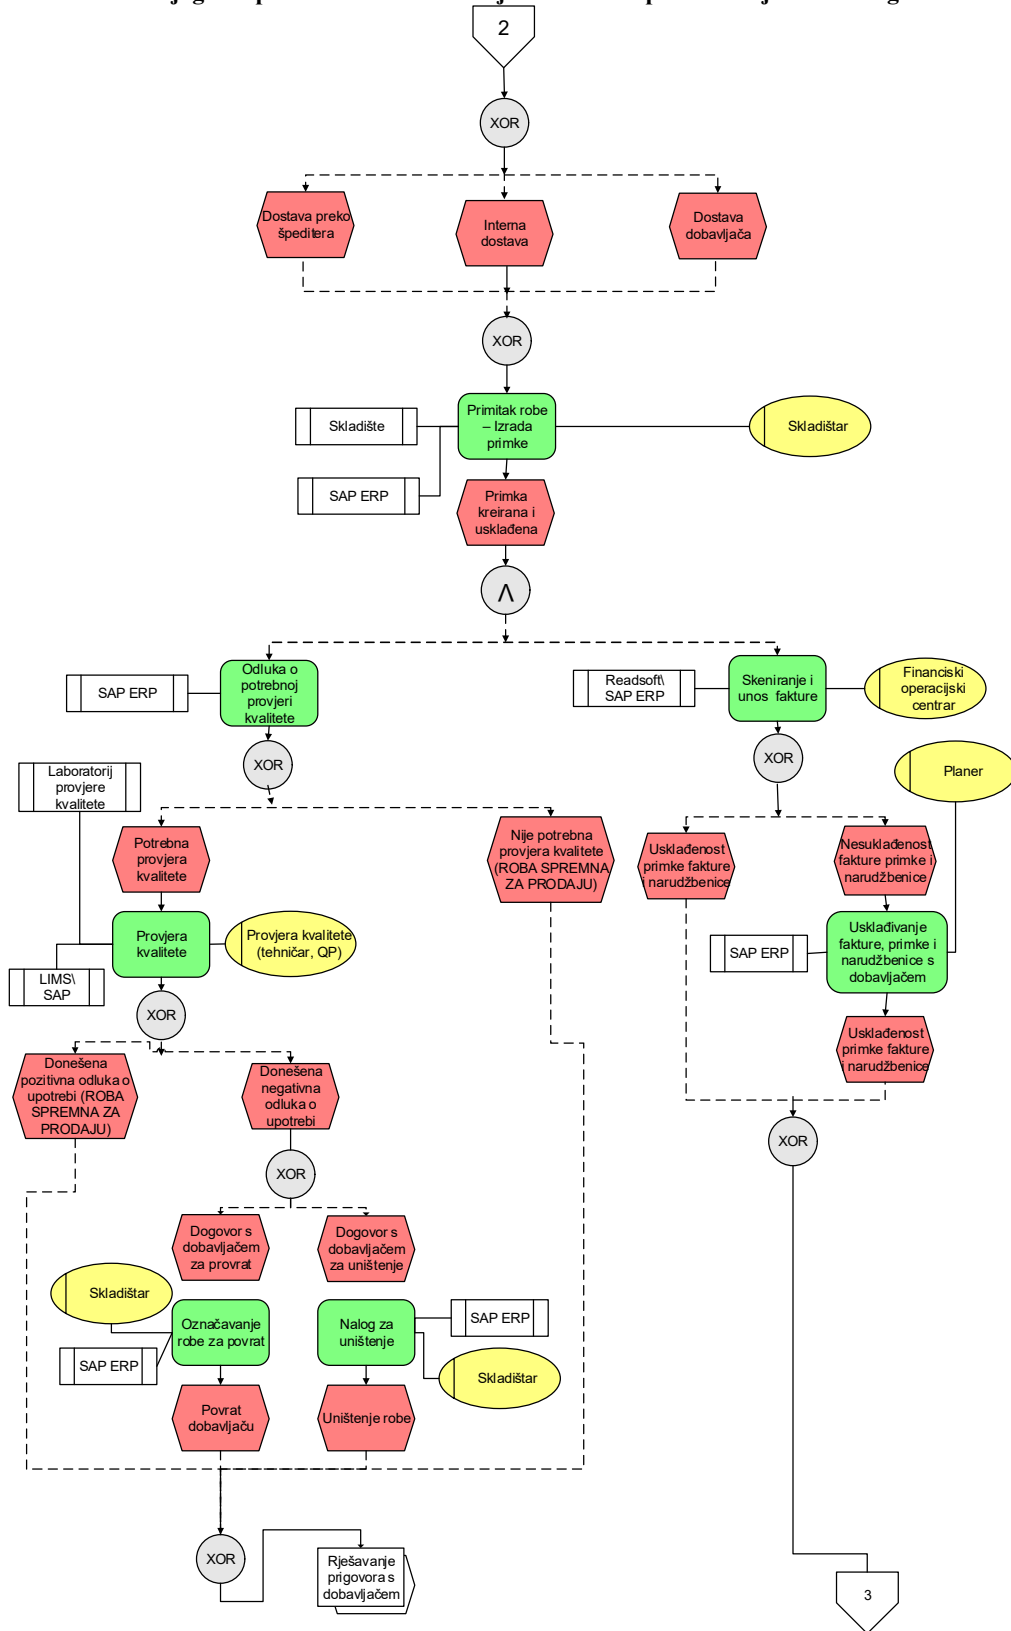 2
XOR
Dostava preko
špeditera
Interna
dostava
Dostava
dobavljača
XOR
Skladište
Primitak robe
– Izrada
primke
Skladištar
SAP ERP
Primka
kreirana i
usklađena
Λ
SAP ERP
Odluka o
potrebnoj
provjeri
kvalitete
Readsoft\
SAP ERP
Skeniranje i
unos fakture
Financiski
operacijski
centrar
XOR
XOR
Laboratorij
provjere
kvalitete
Planer
Potrebna
provjera
kvalitete
Nije potrebna
provjera kvalitete
(ROBA SPREMNA
ZA PRODAJU)
Usklađenost
primke fakture
i narudžbenice
Nesuklađenost
fakture primke i
narudžbenice
Provjera
kvalitete
Provjera kvalitete
(tehničar, QP)
LIMS\
SAP
SAP ERP
Usklađivanje
fakture, primke i
narudžbenice s
dobavljačem
XOR
Donešena
pozitivna odluka o
upotrebi (ROBA
SPREMNA ZA
PRODAJU)
Donešena
negativna
odluka o
upotrebi
Usklađenost
primke fakture
i narudžbenice
XOR
XOR
Dogovor s
dobavljačem
za provrat
Dogovor s
dobavljačem
za uništenje
Skladištar
SAP ERP
Označavanje
robe za povrat
Nalog za
uništenje
SAP ERP
Skladištar
Povrat
dobavljaču
Uništenje robe
XOR
Rješavanje
prigovora s
dobavljačem
3